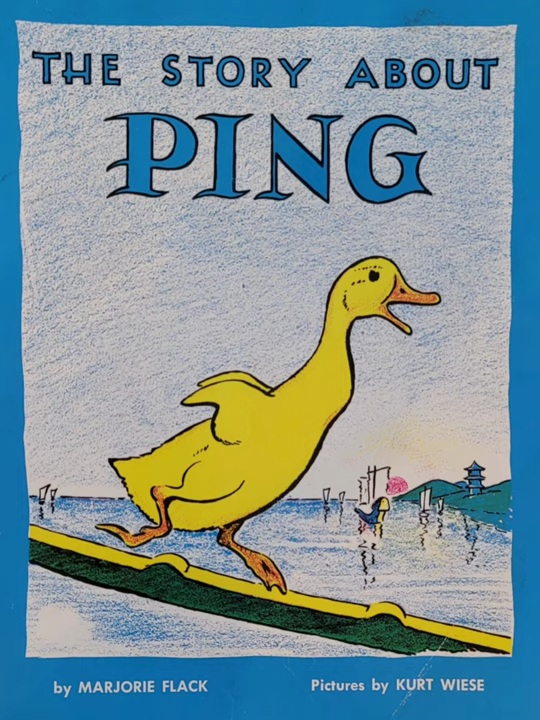 THE STORY ABOUT
PING
by MARJORIE FLACK
Pictures by KURT WIESE